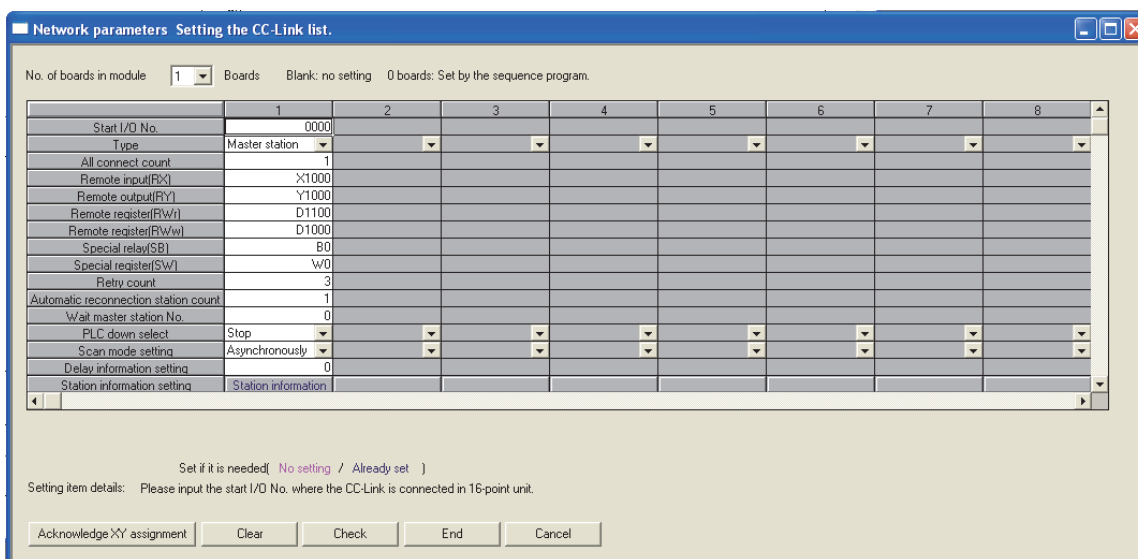 Network parameters Setting the CC-Link list.
No. of boards in module 1 Boards Blank: no setting 0 boards: Set by the sequence program.
1 2 3 4 5 6 7 8
Start I/O No. 0000
Type Master station
All connect count 1
Remote input(RX) X1000
Remote output(RY) Y1000
Remote register(RWr) D1100
Remote register(RWw) D1000
Special relay(SB) B0
Special register(SW) W0
Retry count 3
Automatic reconnection station count 1
Wait master station No. 0
PLC down select Stop
Scan mode setting Asynchronously
Delay information setting 0
Station information setting Station information
Set if it is needed( No setting / Already set )
Setting item details: Please input the start I/O No. where the CC-Link is connected in 16-point unit.
Acknowledge XY assignment Clear Check End Cancel